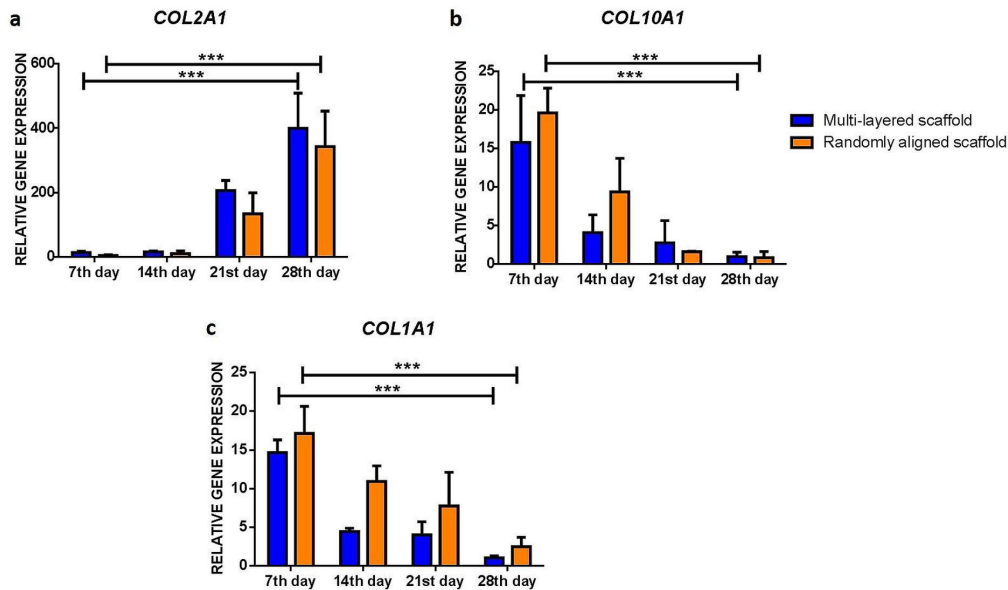 a COL2A1
RELATIVE GENE EXPRESSION
600
400
200
0
***
***
7th day 14th day 21st day 28th day
b COL10A1
RELATIVE GENE EXPRESSION
25
20
15
10
5
0
***
***
7th day 14th day 21st day 28th day
Multi-layered scaffold
Randomly aligned scaffold
c COL1A1
RELATIVE GENE EXPRESSION
25
20
15
10
5
0
***
***
7th day 14th day 21st day 28th day